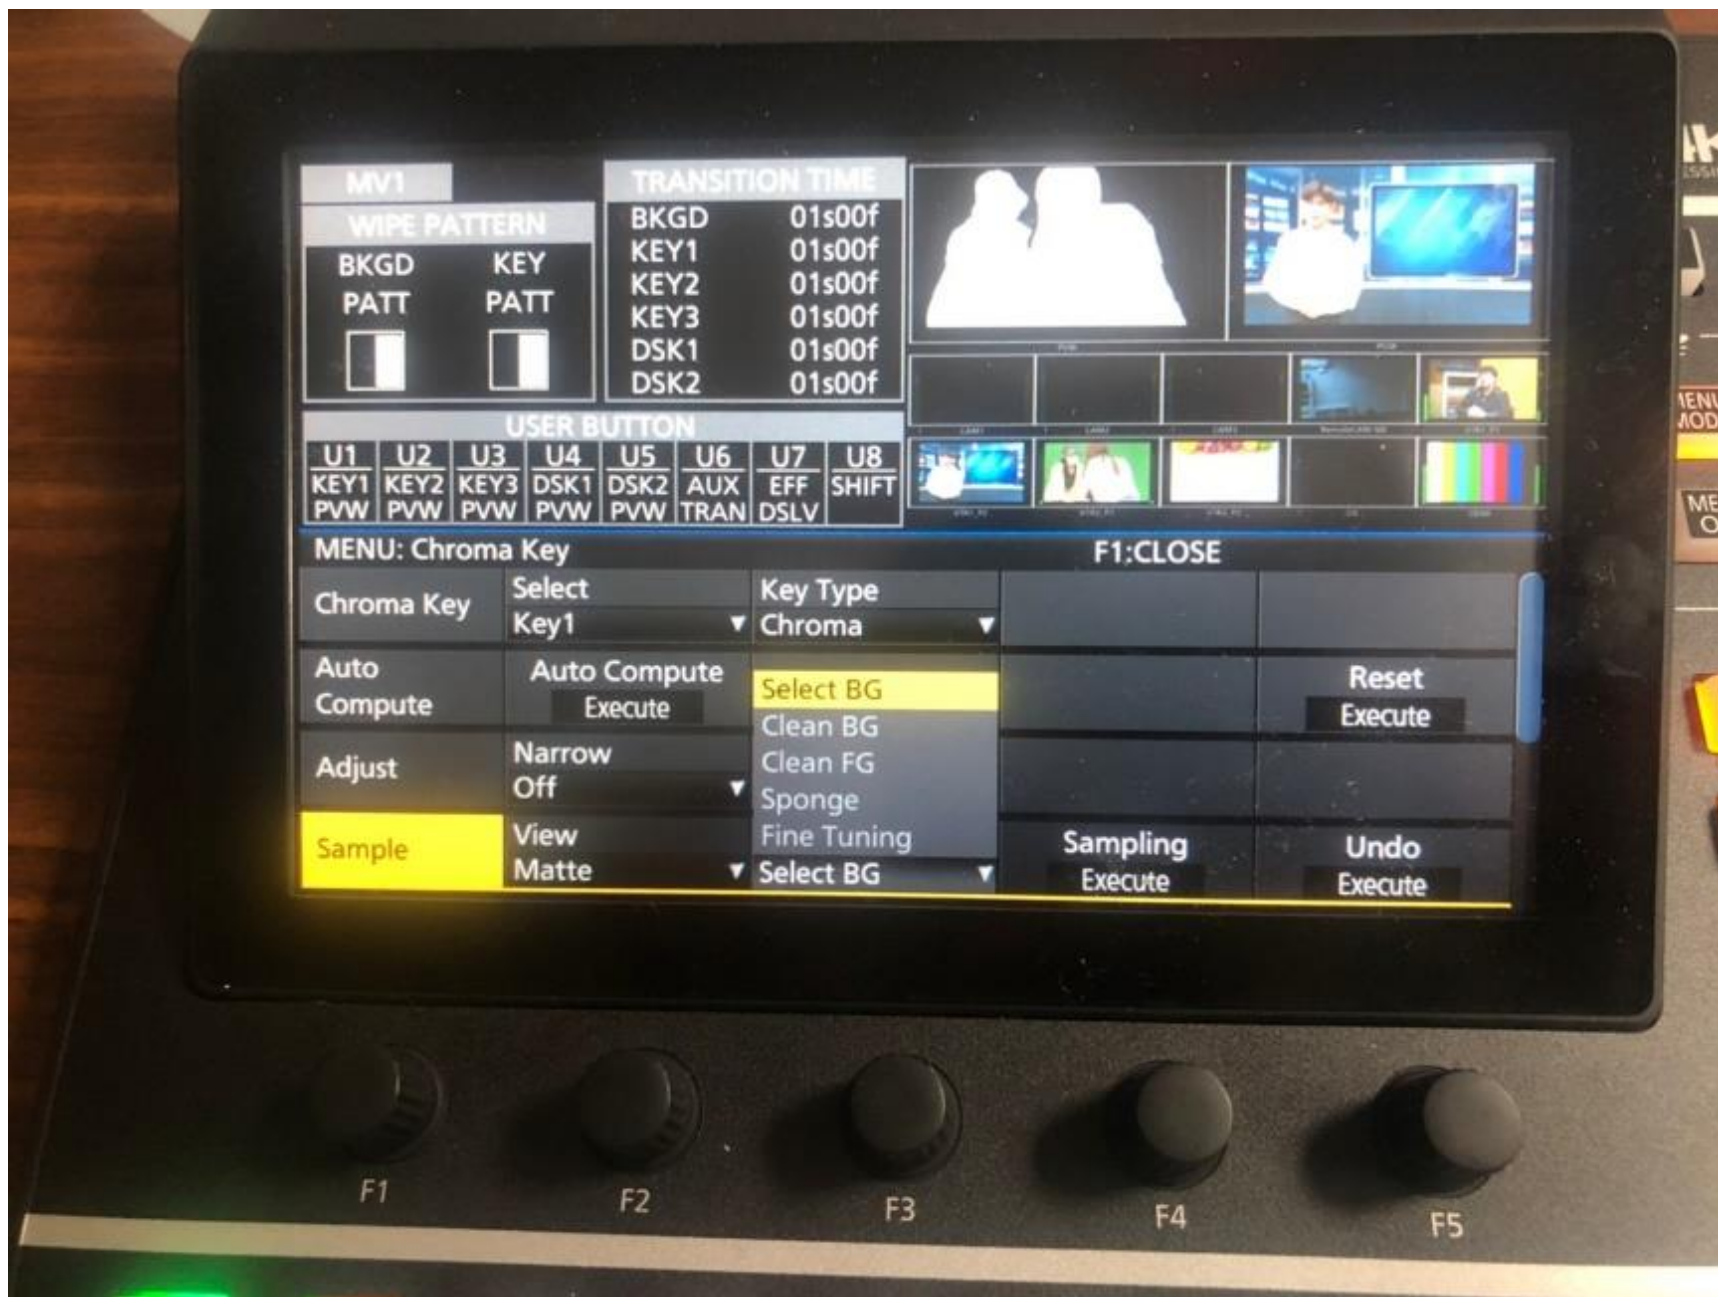 MV1
WIPE PATTERN
BKGD KEY
PATT PATT
TRANSITION TIME
BKGD 01s00f
KEY1 01s00f
KEY2 01s00f
KEY3 01s00f
DSK1 01s00f
DSK2 01s00f
USER BUTTON
U1 U2 U3 U4 U5 U6 U7 U8
KEY1 KEY2 KEY3 DSK1 DSK2 AUX EFF SHIFT
PVW PVW PVW PVW PVW TRAN DSLV
MENU: Chroma Key F1:CLOSE
Chroma Key
Select
Key1 ▼
Key Type
Chroma ▼
Auto
Compute
Auto Compute
Execute
Select BG
Clean BG
Clean FG
Sponge
Fine Tuning
Reset
Execute
Adjust
Narrow
Off ▼
Sample
View
Matte ▼
Select BG ▼
Sampling
Execute
Undo
Execute
F1 F2 F3 F4 F5